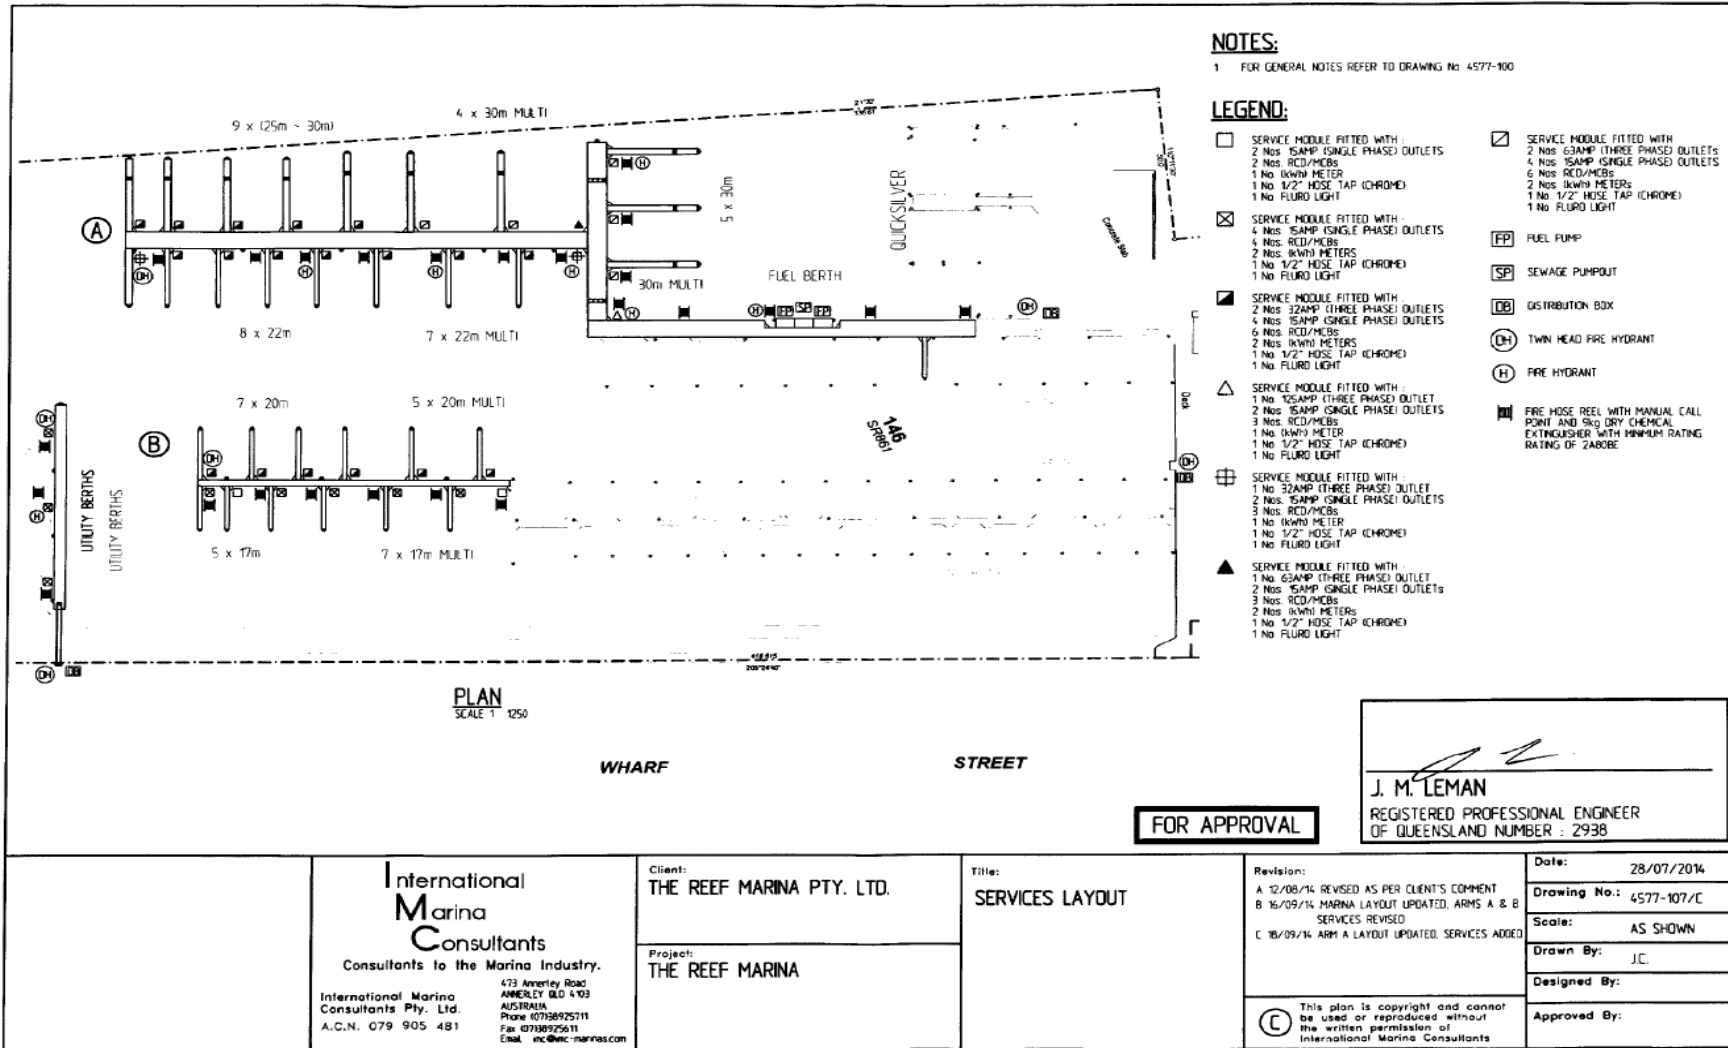 NOTES:
1 FOR GENERAL NOTES REFER TO DRAWING No 4577-100
LEGEND:
SERVICE MODULE FITTED WITH :
2 Nos 15AMP (SINGLE PHASE) OUTLETS
2 Nos. RCD/MCBs
1 No. (kWh) METER
1 No 1/2" HOSE TAP (CHROME)
1 No FLURO LIGHT
SERVICE MODULE FITTED WITH -
4 Nos 15AMP (SINGLE PHASE) OUTLETS
4 Nos. RCD/MCBs
2 Nos. (kWh) METERS
1 No 1/2" HOSE TAP (CHROME)
1 No FLURO LIGHT
SERVICE MODULE FITTED WITH :
2 Nos 32AMP (THREE PHASE) OUTLETS
4 Nos 15AMP (SINGLE PHASE) OUTLETS
6 Nos. RCD/MCBs
2 Nos (kWh) METERS
1 No. 1/2" HOSE TAP (CHROME)
1 No. FLURO LIGHT
SERVICE MODULE FITTED WITH :
1 No 125AMP (THREE PHASE) OUTLET
2 Nos 15AMP (SINGLE PHASE) OUTLETS
3 Nos. RCD/MCBs
1 No. (kWh) METER
1 No 1/2" HOSE TAP (CHROME)
1 No FLURO LIGHT
SERVICE MODULE FITTED WITH :
1 No 32AMP (THREE PHASE) OUTLET
2 Nos. 15AMP (SINGLE PHASE) OUTLETS
3 Nos. RCD/MCBs
1 No (kWh) METER
1 No 1/2" HOSE TAP (CHROME)
1 No FLURO LIGHT
SERVICE MODULE FITTED WITH -
1 No. 63AMP (THREE PHASE) OUTLET
2 Nos 15AMP (SINGLE PHASE) OUTLETs
3 Nos. RCD/MCBs
2 Nos (kWh) METERs
1 No 1/2" HOSE TAP (CHROME)
1 No FLURO LIGHT
SERVICE MODULE FITTED WITH
2 Nos 63AMP (THREE PHASE) OUTLETs
4 Nos 15AMP (SINGLE PHASE) OUTLETS
6 Nos RCD/MCBs
2 Nos (kWh) METERs
1 No. 1/2" HOSE TAP (CHROME)
1 No FLURO LIGHT
FP FUEL PUMP
SP SEWAGE PUMPOUT
DB DISTRIBUTION BOX
DH TWIN HEAD FIRE HYDRANT
H FIRE HYDRANT
FIRE HOSE REEL WITH MANUAL CALL
POINT AND 9kg DRY CHEMICAL
EXTINGUISHER WITH MINIMUM RATING
RATING OF 2A80BE
9 x (25m - 30m)
4 x 30m MULTI
A
H
5 x 30m
QUICKSILVER
Concrete Slab
DH
H
H
H
30m MULTI
FUEL BERTH
H
H
FP
SP
FP
DH
DB
8 x 22m
7 x 22m MULTI
7 x 20m
5 x 20m MULTI
Deck
B
DH
DH
146
SR861
DH
DB
H
UTILITY BERTHS
UTILITY BERTHS
5 x 17m
7 x 17m MULTI
DH
DB
PLAN
SCALE 1 1250
WHARF STREET
FOR APPROVAL
J. M. LEMAN
REGISTERED PROFESSIONAL ENGINEER
OF QUEENSLAND NUMBER : 2938
International
Marina
Consultants
Consultants to the Marina Industry.
International Marina
Consultants Pty. Ltd.
A.C.N. 079 905 481
473 Annerley Road
ANNERLEY QLD 4103
AUSTRALIA
Phone (07)38925711
Fax (07)38925611
Email imc@imc-marinas.com
Client:
THE REEF MARINA PTY. LTD.
Project:
THE REEF MARINA
Title:
SERVICES LAYOUT
Revision:
A 12/08/14 REVISED AS PER CLIENT'S COMMENT
B 16/09/14 MARINA LAYOUT UPDATED, ARMS A & B
SERVICES REVISED
C 18/09/14 ARM A LAYOUT UPDATED, SERVICES ADDED
C This plan is copyright and cannot
be used or reproduced without
the written permission of
International Marina Consultants
Date: 28/07/2014
Drawing No.: 4577-107/C
Scale: AS SHOWN
Drawn By: J.C.
Designed By:
Approved By: